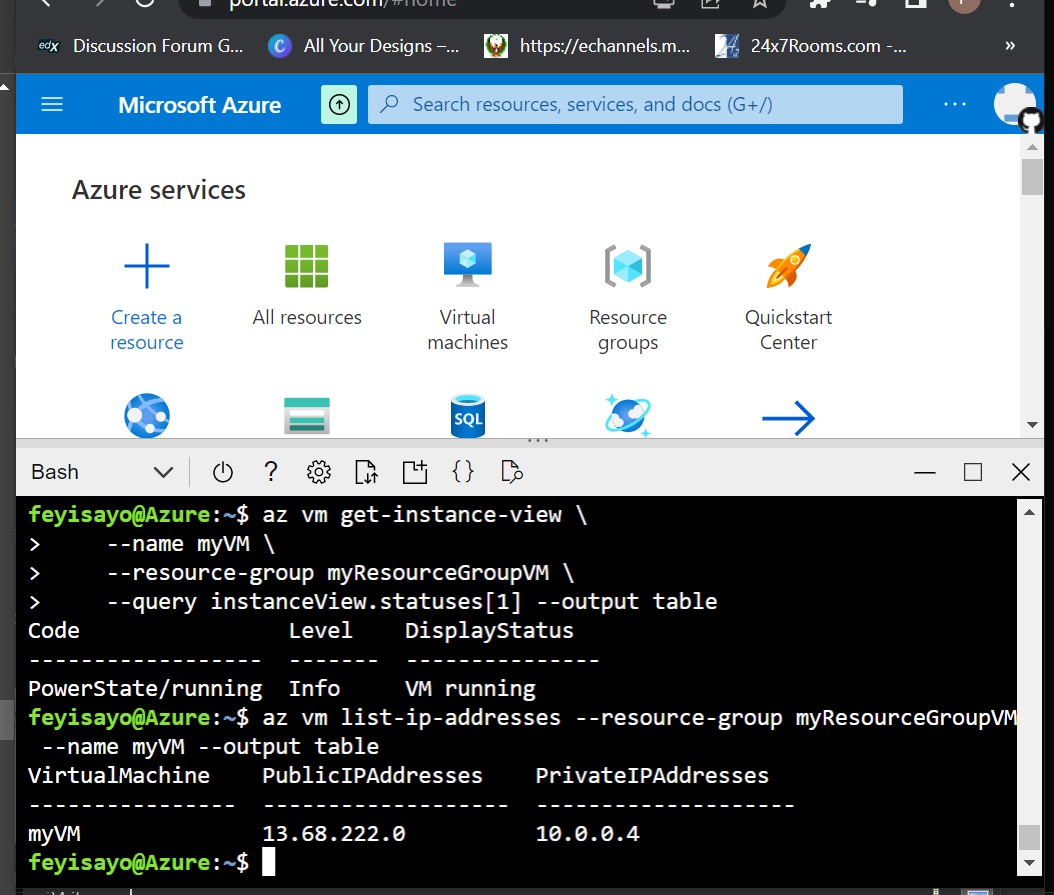 portal.azure.com/#home
edX Discussion Forum G...
C All Your Designs –...
https://echannels.m...
24x7Rooms.com -...
»
Microsoft Azure
Search resources, services, and docs (G+/)
Azure services
Create a resource
All resources
Virtual machines
Resource groups
Quickstart Center
SQL
Bash
?
{}
feyisayo@Azure:~$ az vm get-instance-view \
>     --name myVM \
>     --resource-group myResourceGroupVM \
>     --query instanceView.statuses[1] --output table
Code                Level    DisplayStatus
------------------  -------  ---------------
PowerState/running  Info     VM running
feyisayo@Azure:~$ az vm list-ip-addresses --resource-group myResourceGroupVM
 --name myVM --output table
VirtualMachine    PublicIPAddresses    PrivateIPAddresses
----------------  -------------------  --------------------
myVM              13.68.222.0          10.0.0.4
feyisayo@Azure:~$